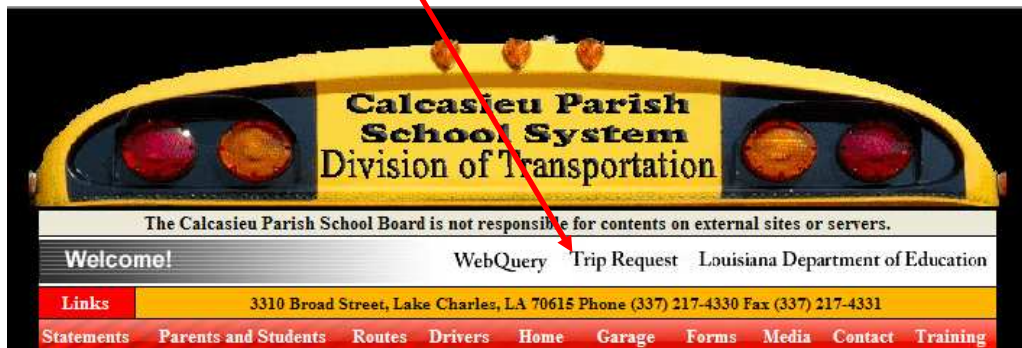 Calcasieu Parish
School System
Division of Transportation
The Calcasieu Parish School Board is not responsible for contents on external sites or servers.
Welcome! WebQuery Trip Request Louisiana Department of Education
Links 3310 Broad Street, Lake Charles, LA 70615 Phone (337) 217-4330 Fax (337) 217-4331
Statements Parents and Students Routes Drivers Home Garage Forms Media Contact Training